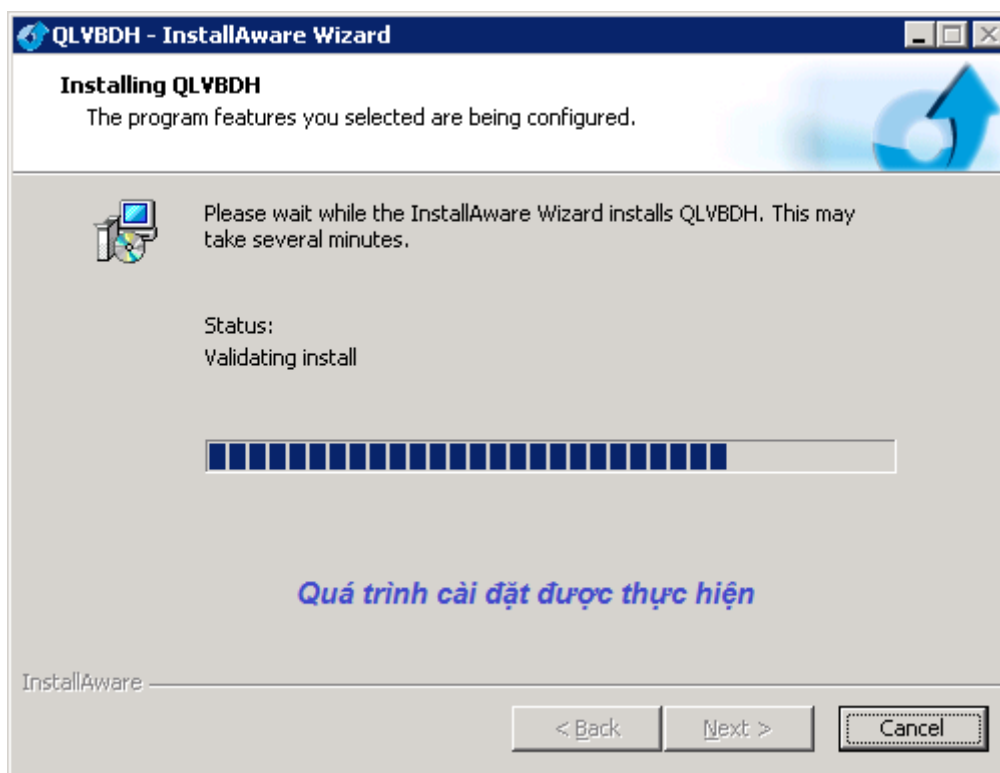 QLVBDH - InstallAware Wizard
Installing QLVBDH
The program features you selected are being configured.
Please wait while the InstallAware Wizard installs QLVBDH. This may
take several minutes.
Status:
Validating install
Quá trình cài đặt được thực hiện
InstallAware
< Back
Next >
Cancel